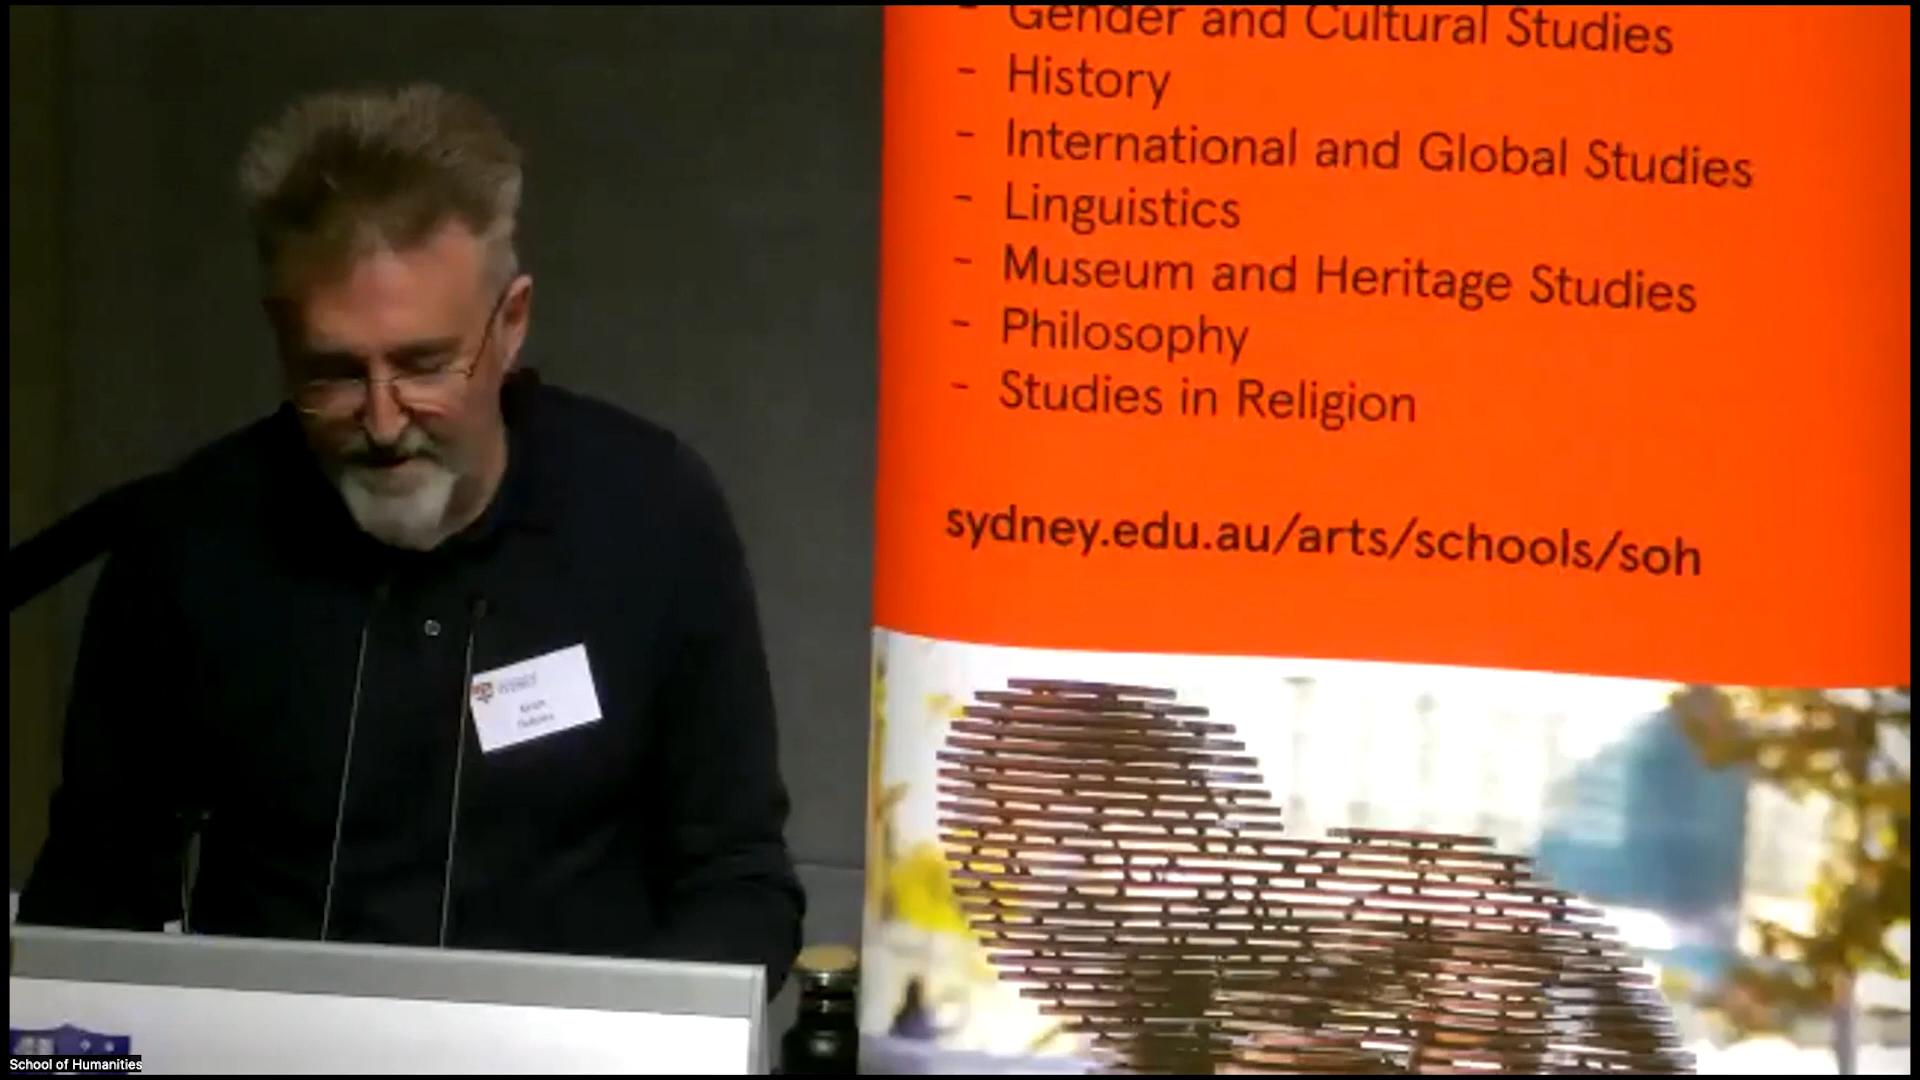 - Gender and Cultural Studies
- History
- International and Global Studies
- Linguistics
- Museum and Heritage Studies
- Philosophy
- Studies in Religion
sydney.edu.au/arts/schools/soh
School of Humanities